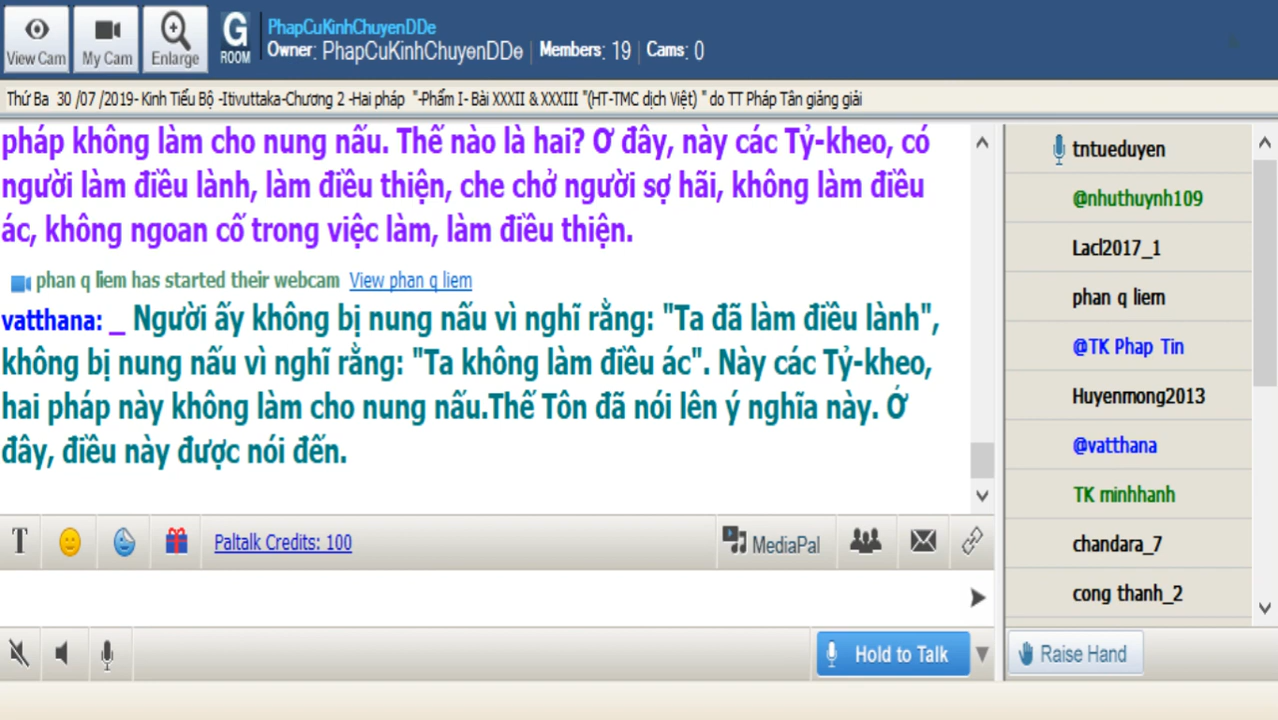 View Cam
My Cam
Enlarge
G
ROOM
PhapCuKinhChuyenDDe
Owner: PhapCuKinhChuyenDDe | Members: 19 | Cams: 0
Thứ Ba 30 /07 /2019- Kinh Tiểu Bộ -Itivuttaka-Chương 2 -Hai pháp "-Phẩm I- Bài XXXII & XXXIII "(HT-TMC dịch Việt) " do TT Pháp Tân giảng giải
pháp không làm cho nung nấu. Thế nào là hai? Ở đây, này các Tỷ-kheo, có
người làm điều lành, làm điều thiện, che chở người sợ hãi, không làm điều
ác, không ngoan cố trong việc làm, làm điều thiện.
phan q liem has started their webcam View phan q liem
vatthana: _ Người ấy không bị nung nấu vì nghĩ rằng: "Ta đã làm điều lành",
không bị nung nấu vì nghĩ rằng: "Ta không làm điều ác". Này các Tỷ-kheo,
hai pháp này không làm cho nung nấu.Thế Tôn đã nói lên ý nghĩa này. Ở
đây, điều này được nói đến.
T
Paltalk Credits: 100
MediaPal
Hold to Talk
tntueduyen
@nhuthuynh109
Lacl2017_1
phan q liem
@TK Phap Tin
Huyenmong2013
@vatthana
TK minhhanh
chandara_7
cong thanh_2
Raise Hand